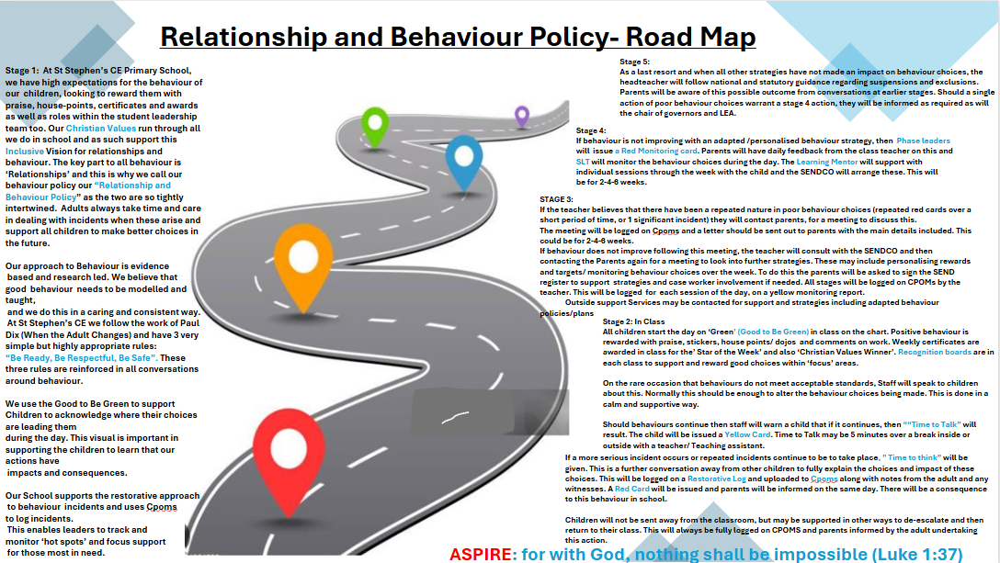 Relationship and Behaviour Policy- Road Map
Stage 1: At St Stephen's CE Primary School,
we have high expectations for the behaviour of
our children, looking to reward them with
praise, house-points, certificates and awards
as well as roles within the student leadership
team too. Our Christian Values run through all
we do in school and as such support this
Inclusive Vision for relationships and
behaviour. The key part to all behaviour is
'Relationships' and this is why we call our
behaviour policy our "Relationship and
Behaviour Policy" as the two are so tightly
intertwined. Adults always take time and care
in dealing with incidents when these arise and
support all children to make better choices in
the future.
Our approach to Behaviour is evidence
based and research led. We believe that
good behaviour needs to be modelled and
taught,
and we do this in a caring and consistent way.
At St Stephen's CE we follow the work of Paul
Dix (When the Adult Changes) and have 3 very
simple but highly appropriate rules:
"Be Ready, Be Respectful, Be Safe". These
three rules are reinforced in all conversations
around behaviour.
We use the Good to Be Green to support
Children to acknowledge where their choices
are leading them
during the day. This visual is important in
supporting the children to learn that our
actions have
impacts and consequences.
Our School supports the restorative approach
to behaviour incidents and uses Cpoms
to log incidents.
This enables leaders to track and
monitor 'hot spots' and focus support
for those most in need.
Stage 5:
As a last resort and when all other strategies have not made an impact on behaviour choices, the
headteacher will follow national and statutory guidance regarding suspensions and exclusions.
Parents will be aware of this possible outcome from conversations at earlier stages. Should a single
action of poor behaviour choices warrant a stage 4 action, they will be informed as required as will
the chair of governors and LEA.
Stage 4:
If behaviour is not improving with an adapted /personalised behaviour strategy, then Phase leaders
will issue a Red Monitoring card. Parents will have daily feedback from the class teacher on this and
SLT will monitor the behaviour choices during the day. The Learning Mentor will support with
individual sessions through the week with the child and the SENDCO will arrange these. This will
be for 2-4-6 weeks.
STAGE 3:
If the teacher believes that there have been a repeated nature in poor behaviour choices (repeated red cards over a
short period of time, or 1 significant incident) they will contact parents, for a meeting to discuss this.
The meeting will be logged on Cpoms and a letter should be sent out to parents with the main details included. This
could be for 2-4-6 weeks.
If behaviour does not improve following this meeting, the teacher will consult with the SENDCO and then
contacting the Parents again for a meeting to look into further strategies. These may include personalising rewards
and targets/ monitoring behaviour choices over the week. To do this the parents will be asked to sign the SEND
register to support strategies and case worker involvement if needed. All stages will be logged on CPOMs by the
teacher. This will be logged for each session of the day, on a yellow monitoring report.
Outside support Services may be contacted for support and strategies including adapted behaviour
policies/plans
Stage 2: In Class
All children start the day on 'Green' (Good to Be Green) in class on the chart. Positive behaviour is
rewarded with praise, stickers, house points/ dojos and comments on work. Weekly certificates are
awarded in class for the' Star of the Week' and also 'Christian Values Winner'. Recognition boards are in
each class to support and reward good choices within 'focus' areas.
On the rare occasion that behaviours do not meet acceptable standards, Staff will speak to children
about this. Normally this should be enough to alter the behaviour choices being made. This is done in a
calm and supportive way.
Should behaviours continue then staff will warn a child that if it continues, then ""Time to Talk" will
result. The child will be issued a Yellow Card. Time to Talk may be 5 minutes over a break inside or
outside with a teacher/ Teaching assistant.
If a more serious incident occurs or repeated incidents continue to be to take place, " Time to think" will be
given. This is a further conversation away from other children to fully explain the choices and impact of these
choices. This will be logged on a Restorative Log and uploaded to Cpoms along with notes from the adult and any
witnesses. A Red Card will be issued and parents will be informed on the same day. There will be a consequence
to this behaviour in school.
Children will not be sent away from the classroom, but may be supported in other ways to de-escalate and then
return to their class. This will always be fully logged on CPOMS and parents informed by the adult undertaking
this action.
ASPIRE: for with God, nothing shall be impossible (Luke 1:37)